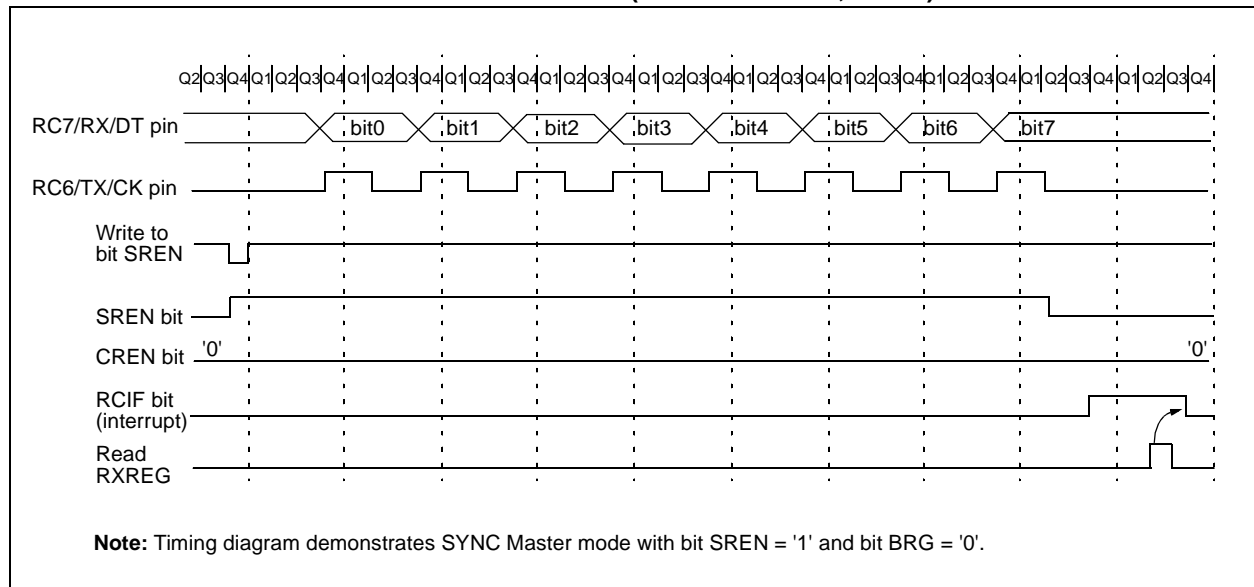 Q2 Q3 Q4 Q1 Q2 Q3 Q4 Q1 Q2 Q3 Q4 Q1 Q2 Q3 Q4 Q1 Q2 Q3 Q4 Q1 Q2 Q3 Q4 Q1 Q2 Q3 Q4 Q1 Q2 Q3 Q4 Q1 Q2 Q3 Q4 Q1 Q2 Q3 Q4 Q1 Q2 Q3 Q4
RC7/RX/DT pin bit0 bit1 bit2 bit3 bit4 bit5 bit6 bit7
RC6/TX/CK pin
Write to
bit SREN
SREN bit
CREN bit '0' '0'
RCIF bit
(interrupt)
Read
RXREG
Note: Timing diagram demonstrates SYNC Master mode with bit SREN = '1' and bit BRG = '0'.